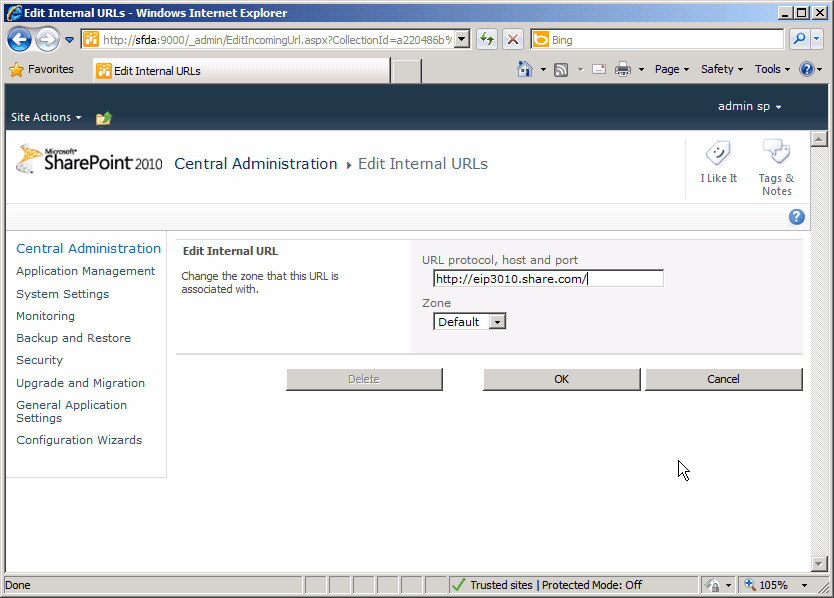 Edit Internal URLs - Windows Internet Explorer
http://sfda:9000/_admin/EditIncomingUrl.aspx?CollectionId=a220486b%
Bing
Favorites
Edit Internal URLs
Page
Safety
Tools
Site Actions
admin sp
Microsoft
SharePoint 2010
Central Administration
Edit Internal URLs
I Like It
Tags &
Notes
Central Administration
Application Management
System Settings
Monitoring
Backup and Restore
Security
Upgrade and Migration
General Application
Settings
Configuration Wizards
Edit Internal URL
Change the zone that this URL is
associated with.
URL protocol, host and port
http://eip3010.share.com/
Zone
Default
Delete
OK
Cancel
Done
Trusted sites | Protected Mode: Off
105%